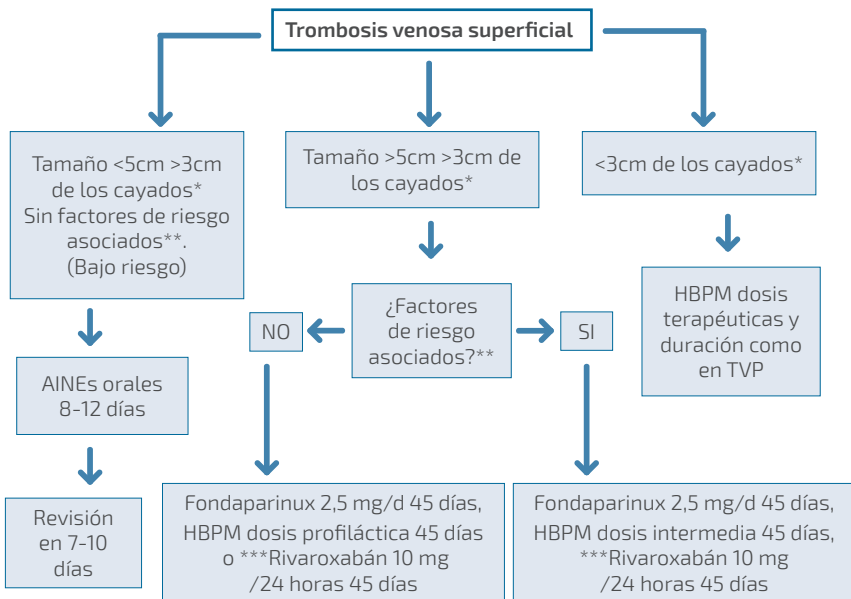 Trombosis venosa superficial
Tamaño <5cm >3cm
de los cayados*
Sin factores de riesgo
asociados**.
(Bajo riesgo)
Tamaño >5cm >3cm de
los cayados*
<3cm de los cayados*
¿Factores
de riesgo
asociados?**
NO
SI
HBPM dosis
terapéuticas y
duración como
en TVP
AINEs orales
8-12 días
Revisión
en 7-10
días
Fondaparinux 2,5 mg/d 45 días,
HBPM dosis profiláctica 45 días
o ***Rivaroxabán 10 mg
/24 horas 45 días
Fondaparinux 2,5 mg/d 45 días,
HBPM dosis intermedia 45 días,
***Rivaroxabán 10 mg
/24 horas 45 días